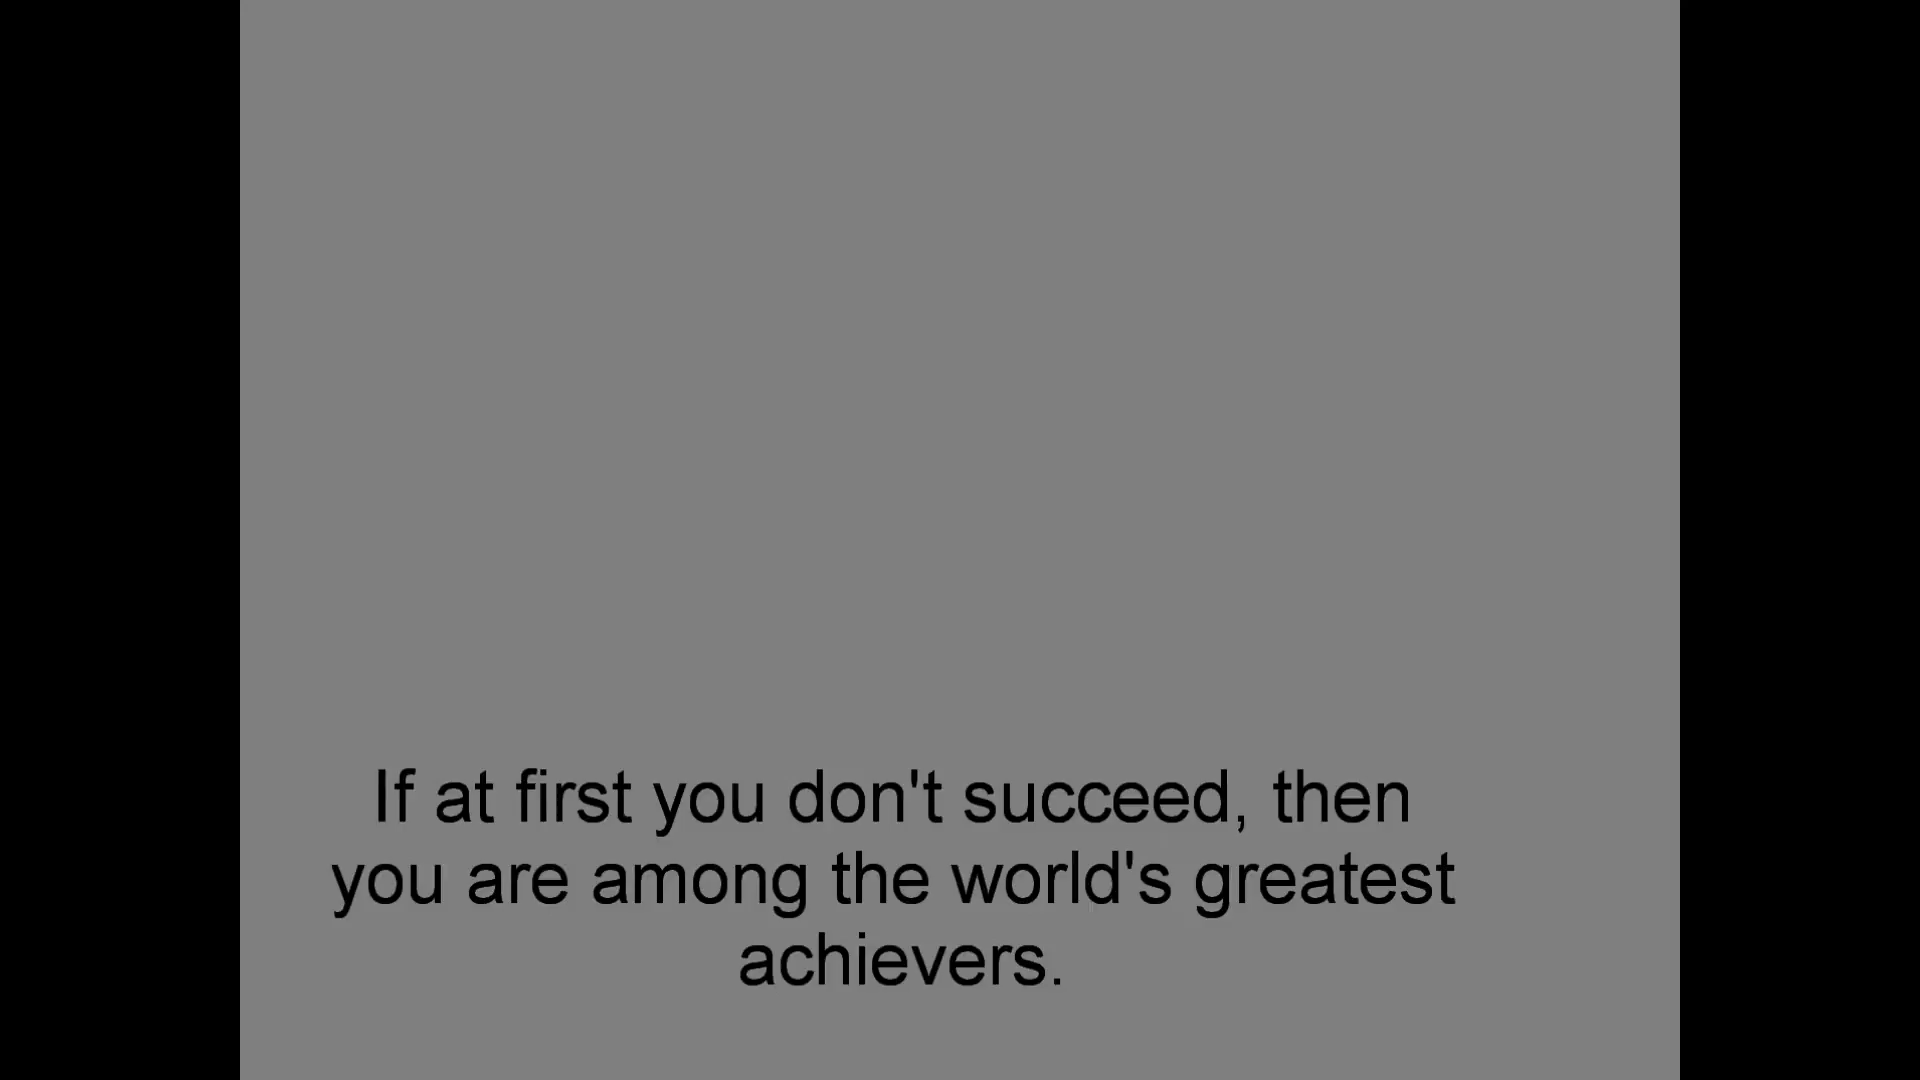 If at first you don't succeed, then
you are among the world's greatest
achievers.